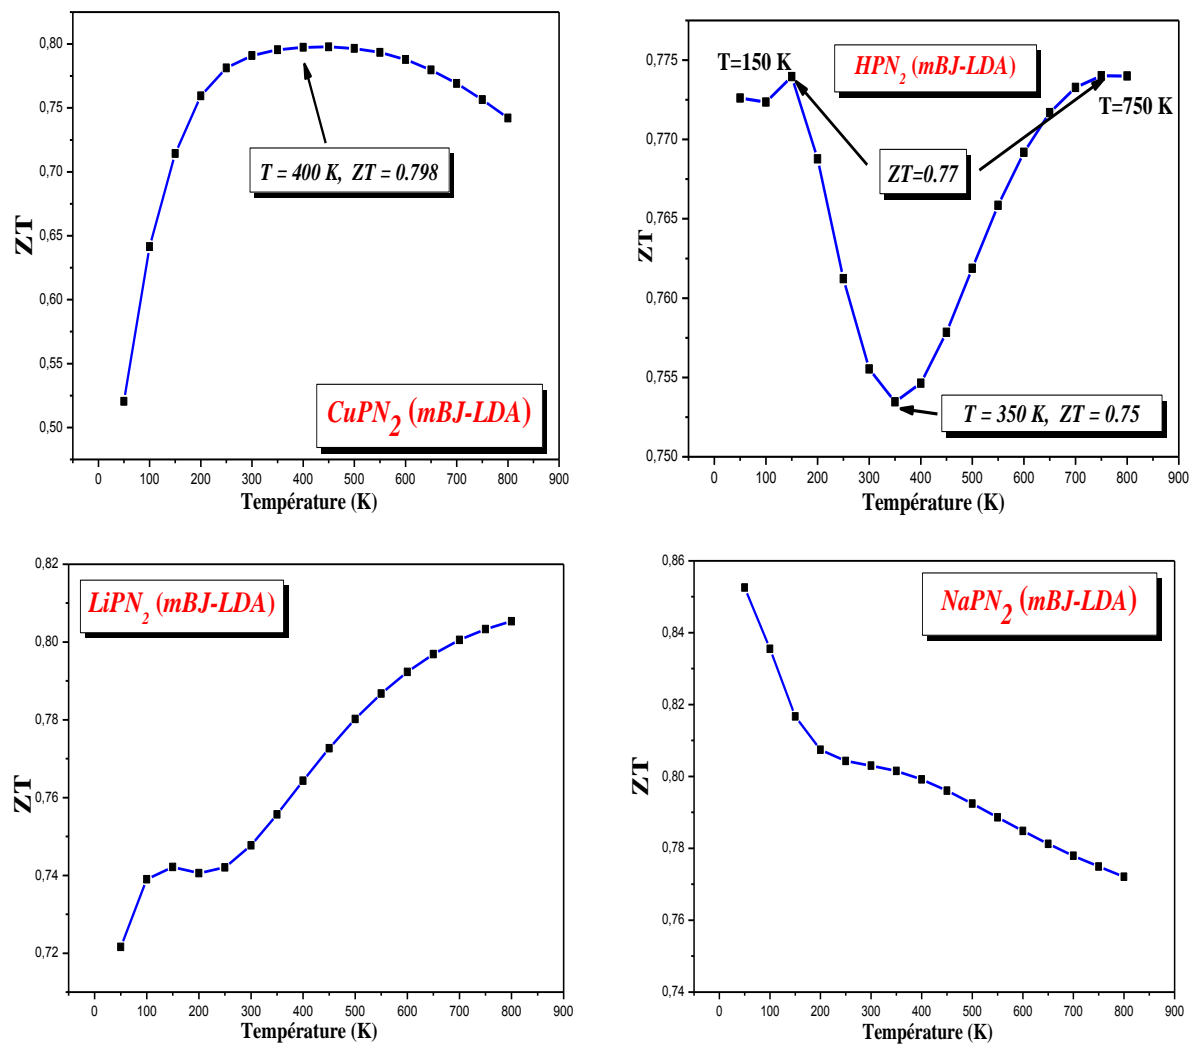 0,80
0,75
0,70
0,65
0,60
0,55
0,50
ZT
T = 400 K, ZT = 0.798
CuPN2 (mBJ-LDA)
0 100 200 300 400 500 600 700 800 900
Température (K)
0,775
0,770
0,765
0,760
0,755
0,750
ZT
T=150 K
HPN2 (mBJ-LDA)
T=750 K
ZT=0.77
T = 350 K, ZT = 0.75
0 100 200 300 400 500 600 700 800 900
Température (K)
0,82
0,80
0,78
0,76
0,74
0,72
ZT
LiPN2 (mBJ-LDA)
0 100 200 300 400 500 600 700 800 900
Température (K)
0,86
0,84
0,82
0,80
0,78
0,76
0,74
ZT
NaPN2 (mBJ-LDA)
0 100 200 300 400 500 600 700 800 900
Température (K)